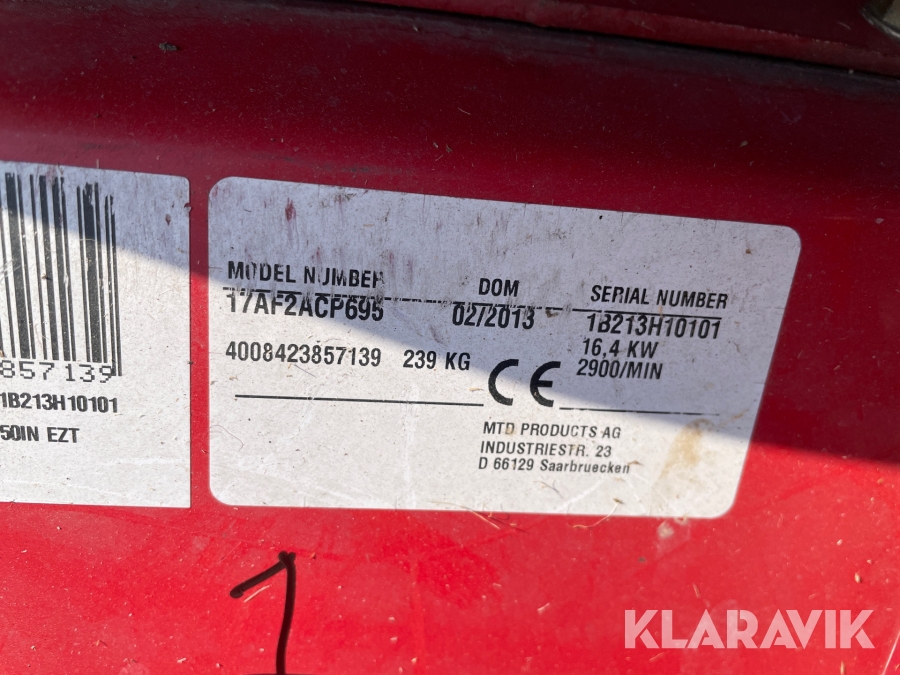 857139
1B213H10101
50IN EZT
MODEL NUMBER DOM SERIAL NUMBER
17AF2ACP695 02/2013 1B213H10101
16,4 KW
4008423857139 239 KG CE 2900/MIN
MTD PRODUCTS AG
INDUSTRIESTR. 23
D 66129 Saarbruecken
1
KLARAVIK